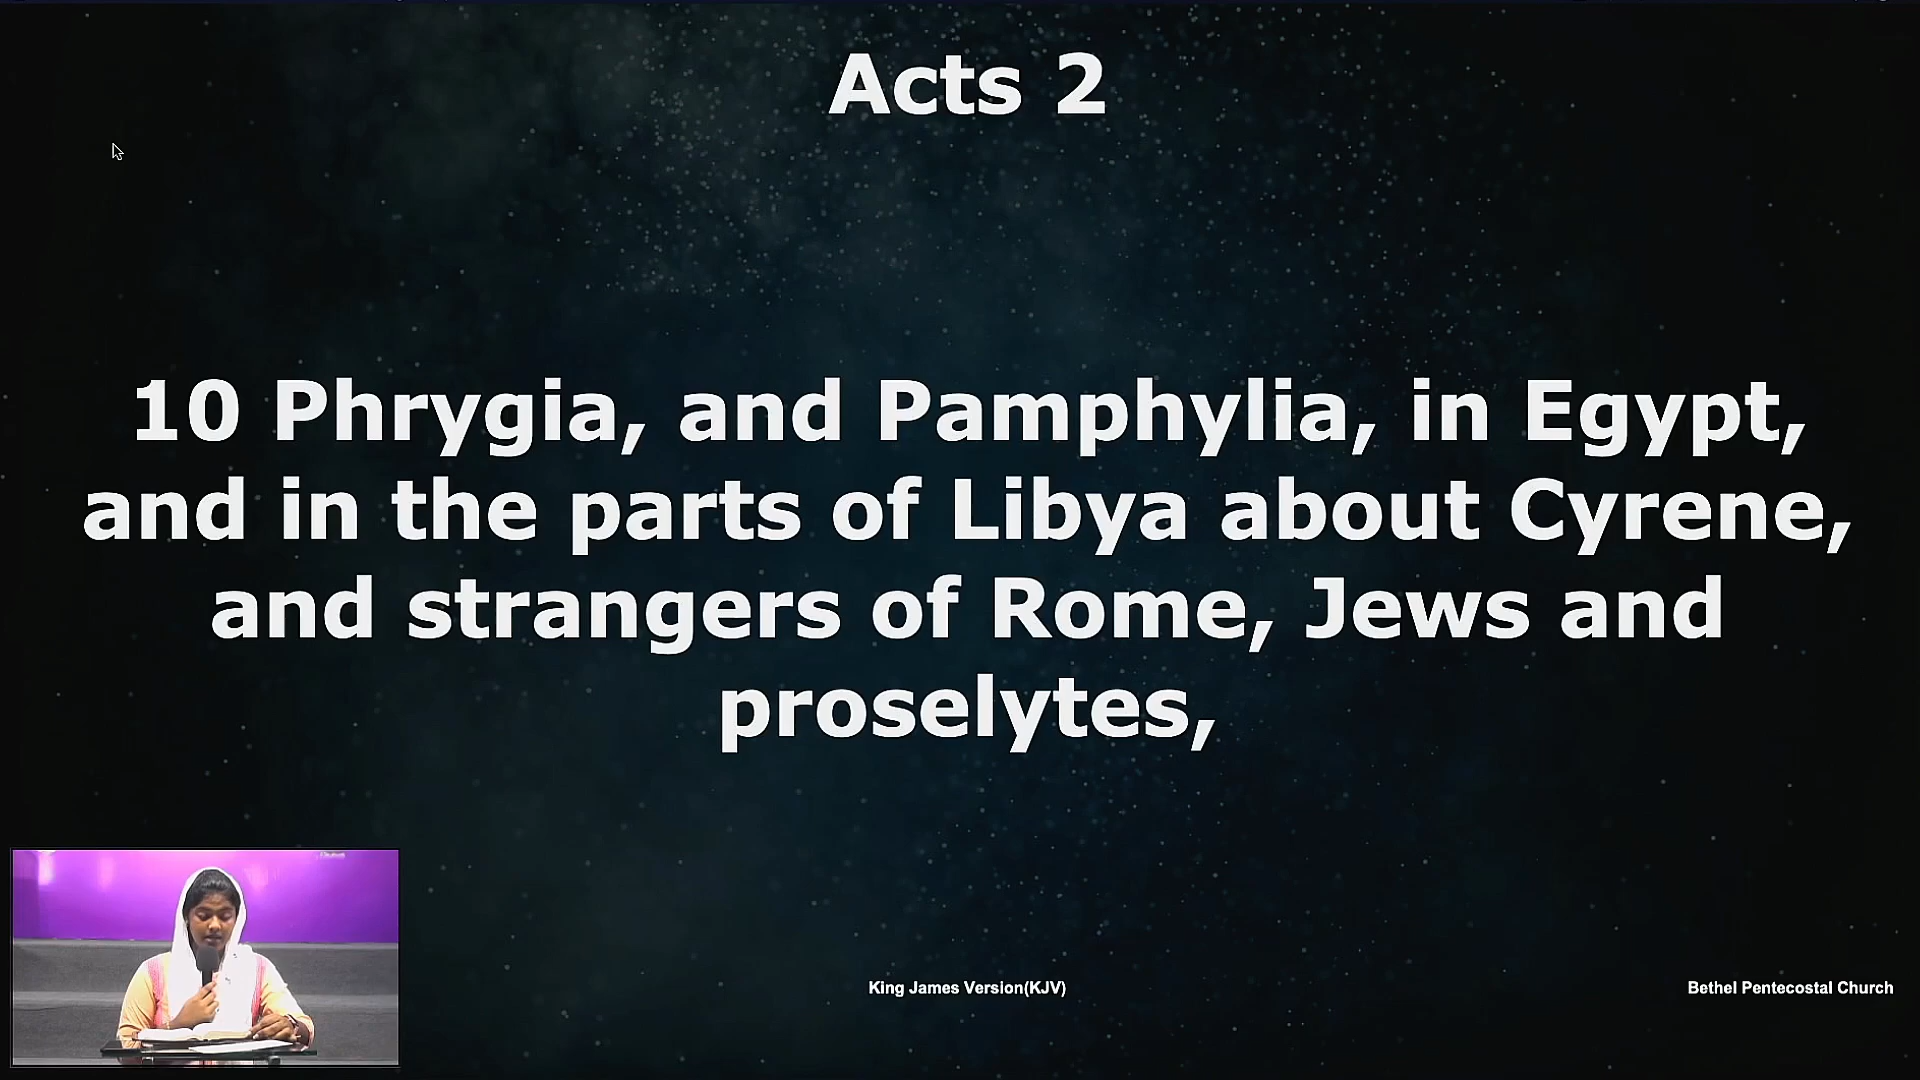 Acts 2
10 Phrygia, and Pamphylia, in Egypt,
and in the parts of Libya about Cyrene,
and strangers of Rome, Jews and
proselytes,
King James Version(KJV)
Bethel Pentecostal Church